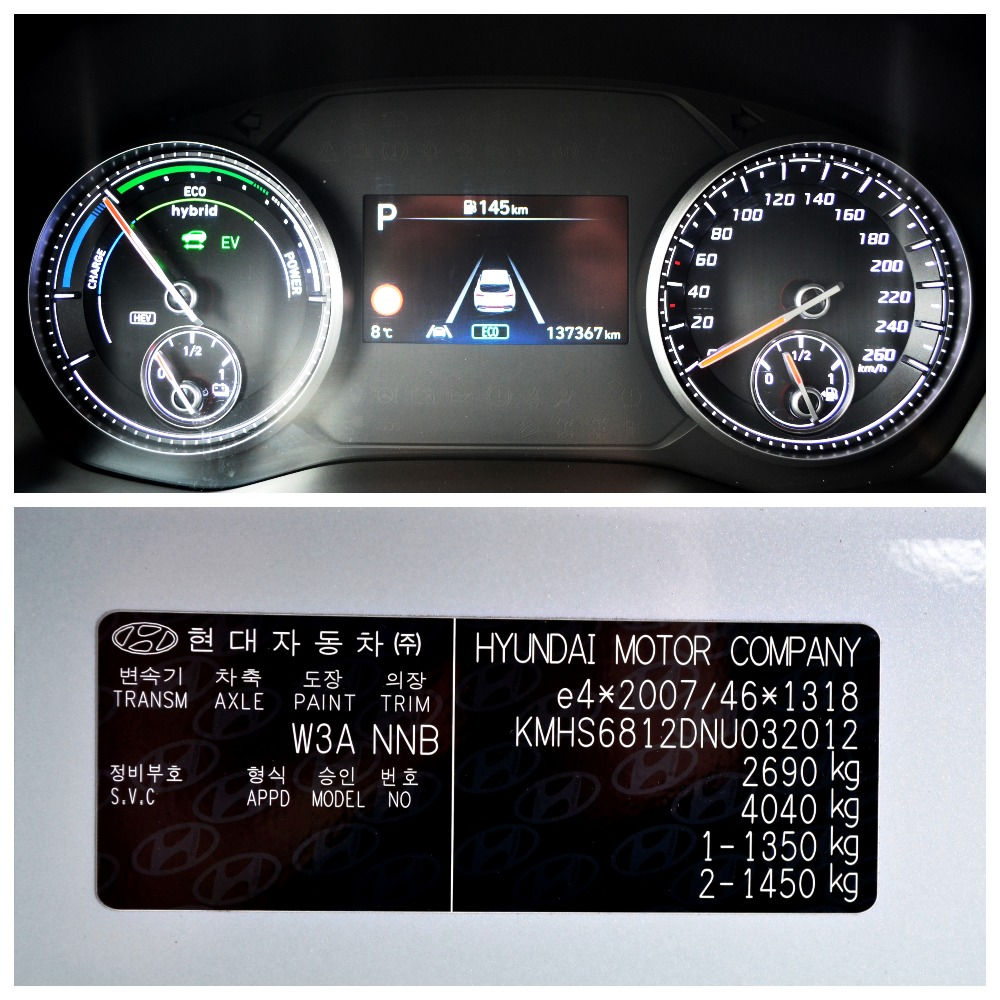 ECO
hybrid
EV
CHARGE
POWER
HEV
0 1/2 1
P
145 km
8℃
ECO
137367 km
20 40 60 80 100 120 140 160 180 200 220 240 260
km/h
0 1/2 1
현대자동차㈜
변속기 차축 도장 의장
TRANSM AXLE PAINT TRIM
W3A NNB
정비부호 형식 승인 번호
S.V.C APPD MODEL NO
HYUNDAI MOTOR COMPANY
e4*2007/46*1318
KMHS6812DNU032012
2690 kg
4040 kg
1-1350 kg
2-1450 kg